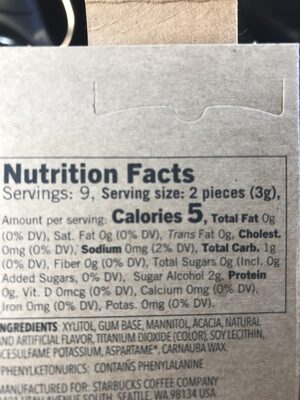 Nutrition Facts
Servings: 9, Serving size: 2 pieces (3g),
Amount per serving: Calories 5, Total Fat 0g
(0% DV), Sat. Fat 0g (0% DV), Trans Fat 0g, Cholest.
0mg (0% DV), Sodium 0mg (2% DV), Total Carb. 1g
(0% DV), Fiber 0g (0% DV), Total Sugars 0g (Incl. 0g
Added Sugars, 0% DV), Sugar Alcohol 2g, Protein
0g, Vit. D 0mcg (0% DV), Calcium 0mg (0% DV),
Iron 0mg (0% DV), Potas. 0mg (0% DV).
INGREDIENTS: XYLITOL, GUM BASE, MANNITOL, ACACIA, NATURAL
AND ARTIFICIAL FLAVOR, TITANIUM DIOXIDE (COLOR), SOY LECITHIN,
ACESULFAME POTASSIUM, ASPARTAME*, CARNAUBA WAX.
*PHENYLKETONURICS: CONTAINS PHENYLALANINE
MANUFACTURED FOR: STARBUCKS COFFEE COMPANY
2401 UTAH AVENUE SOUTH, SEATTLE, WA 98134 USA